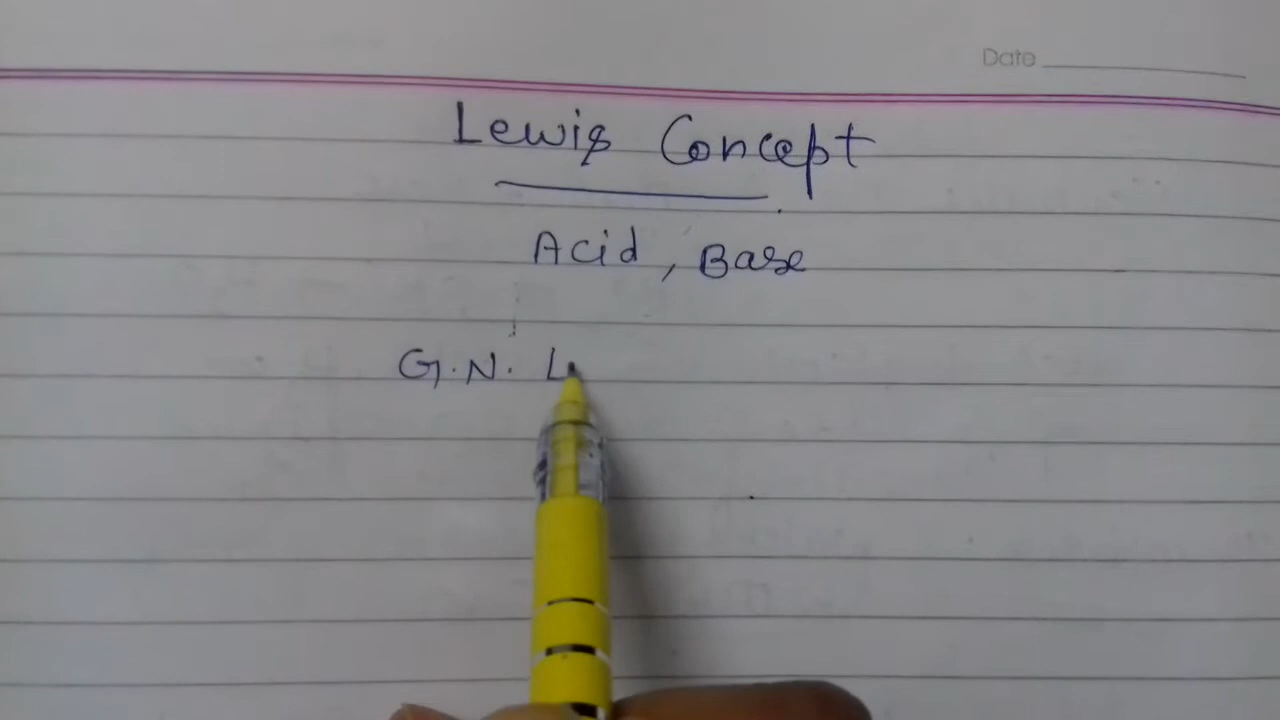 Date
Lewis Concept
Acid, Base
G.N. L